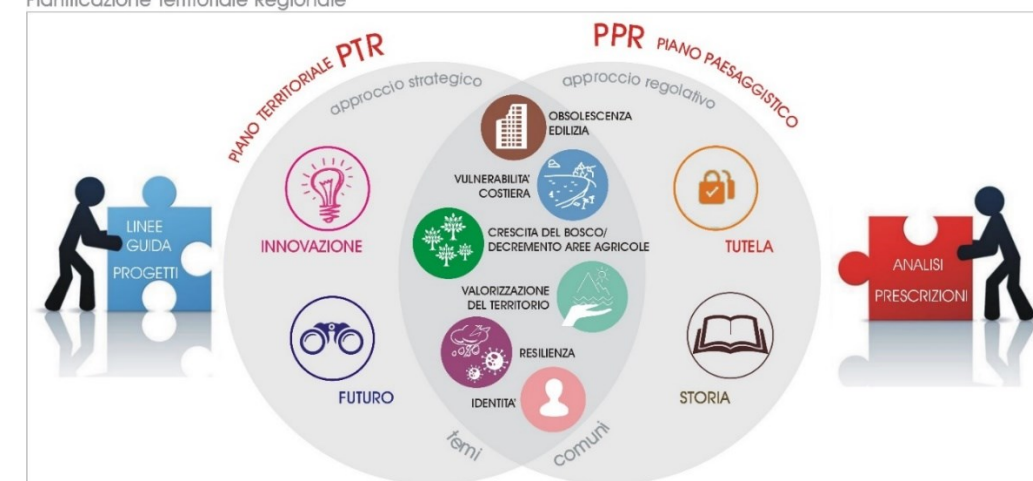 Pianificazione Territoriale Regionale
PIANO TERRITORIALE PTR
approccio strategico
PPR PIANO PAESAGGISTICO
approccio regolativo
OBSOLESCENZA
EDILIZIA
VULNERABILITA'
COSTIERA
LINEE
GUIDA
PROGETTI
INNOVAZIONE
CRESCITA DEL BOSCO/
DECREMENTO AREE AGRICOLE
TUTELA
ANALISI
PRESCRIZIONI
VALORIZZAZIONE
DEL TERRITORIO
RESILIENZA
FUTURO
IDENTITA'
STORIA
temi
comuni